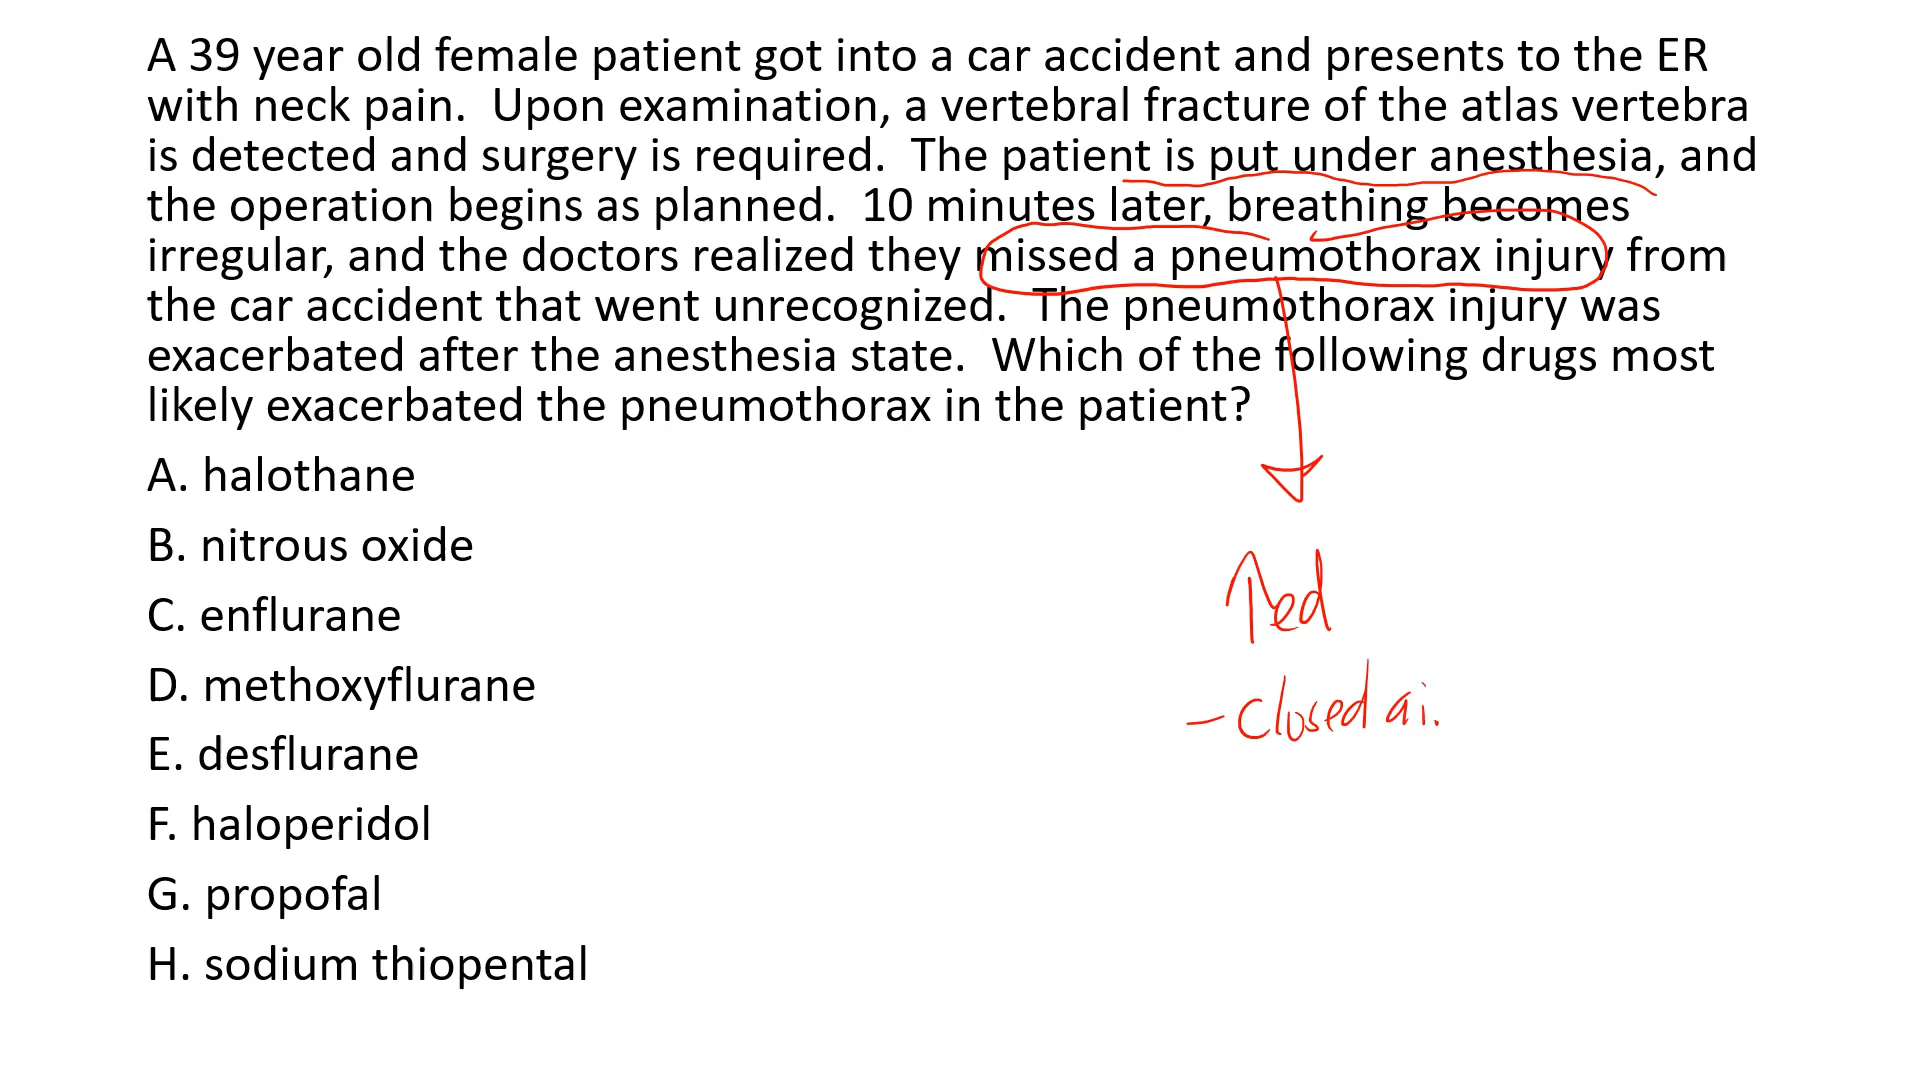 A 39 year old female patient got into a car accident and presents to the ER
with neck pain.  Upon examination, a vertebral fracture of the atlas vertebra
is detected and surgery is required.  The patient is put under anesthesia, and
the operation begins as planned.  10 minutes later, breathing becomes
irregular, and the doctors realized they missed a pneumothorax injury from
the car accident that went unrecognized.  The pneumothorax injury was
exacerbated after the anesthesia state.  Which of the following drugs most
likely exacerbated the pneumothorax in the patient?
A. halothane
B. nitrous oxide
C. enflurane
D. methoxyflurane
E. desflurane
F. haloperidol
G. propofal
H. sodium thiopental
↑ed
- Closed ai.